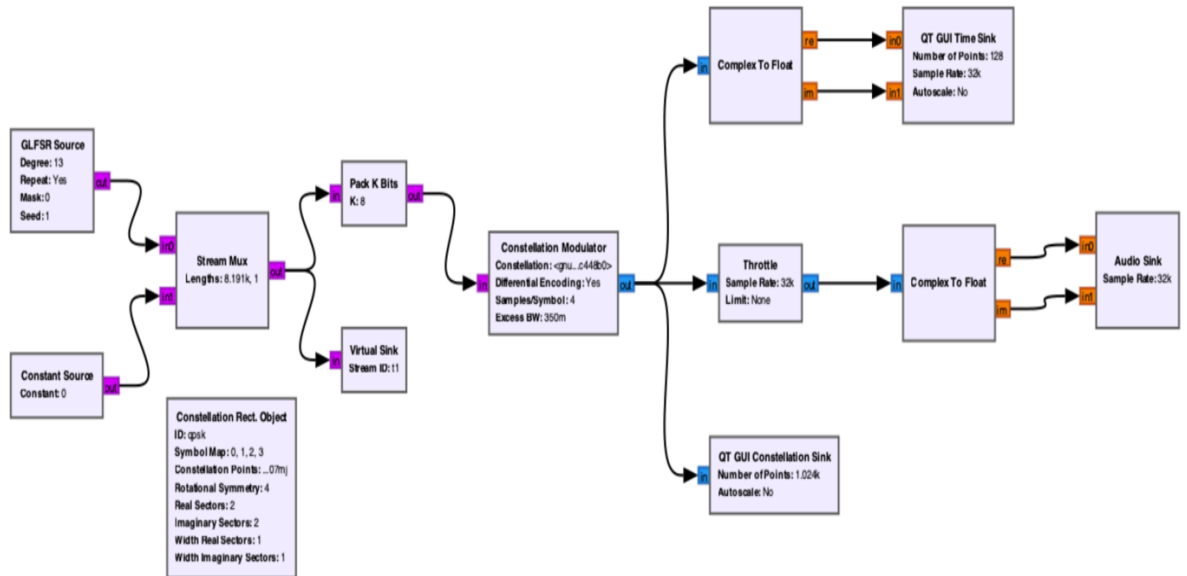 GLFSR Source
Degree: 13
Repeat: Yes
Mask: 0
Seed: 1
out
Constant Source
Constant: 0
out
in0
in1
Stream Mux
Lengths: 8.191k, 1
out
Constellation Rect. Object
ID: qpsk
Symbol Map: 0, 1, 2, 3
Constellation Points: ...07mj
Rotational Symmetry: 4
Real Sectors: 2
Imaginary Sectors: 2
Width Real Sectors: 1
Width Imaginary Sectors: 1
in
Pack K Bits
K: 8
out
in
Virtual Sink
Stream ID: t1
in
Constellation Modulator
Constellation: <gnu...c448b0>
Differential Encoding: Yes
Samples/Symbol: 4
Excess BW: 350m
out
in
Complex To Float
re
im
in0
in1
QT GUI Time Sink
Number of Points: 128
Sample Rate: 32k
Autoscale: No
in
Throttle
Sample Rate: 32k
Limit: None
out
in
Complex To Float
re
im
in0
in1
Audio Sink
Sample Rate: 32k
in
QT GUI Constellation Sink
Number of Points: 1.024k
Autoscale: No